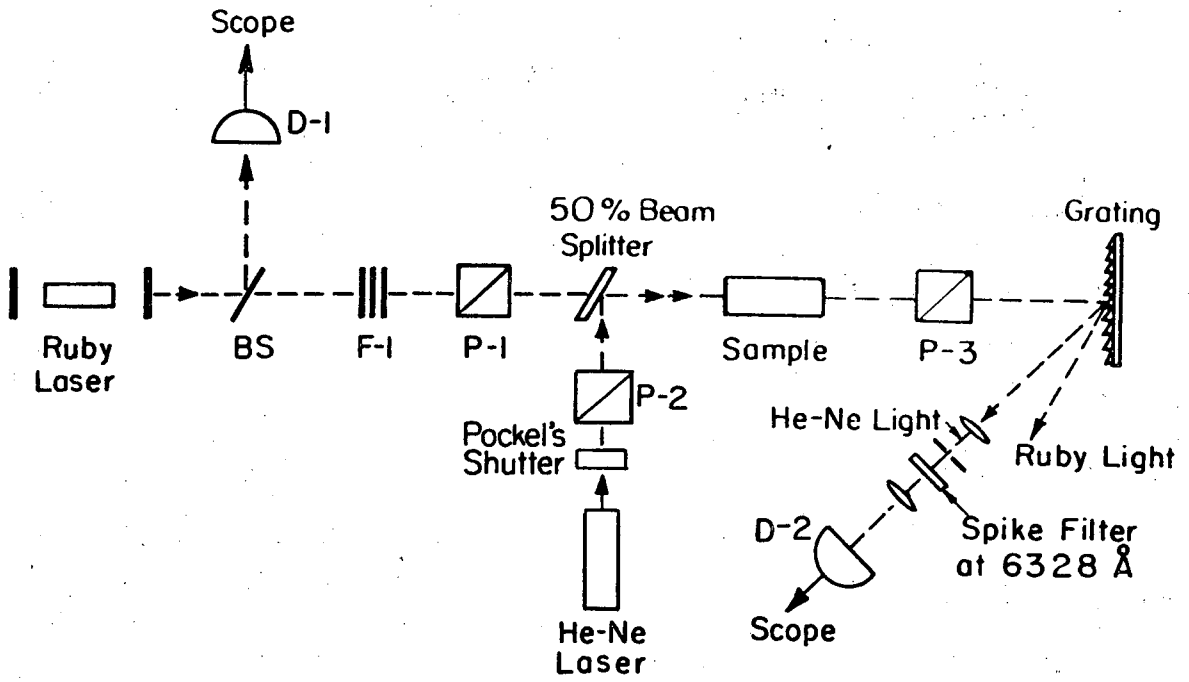 Scope
D-1
50% Beam
Splitter
Grating
Ruby
Laser
BS
F-1
P-1
Sample
P-3
P-2
Pockel's
Shutter
He-Ne Light
Ruby Light
D-2
Spike Filter
at 6328 Å
Scope
He-Ne
Laser